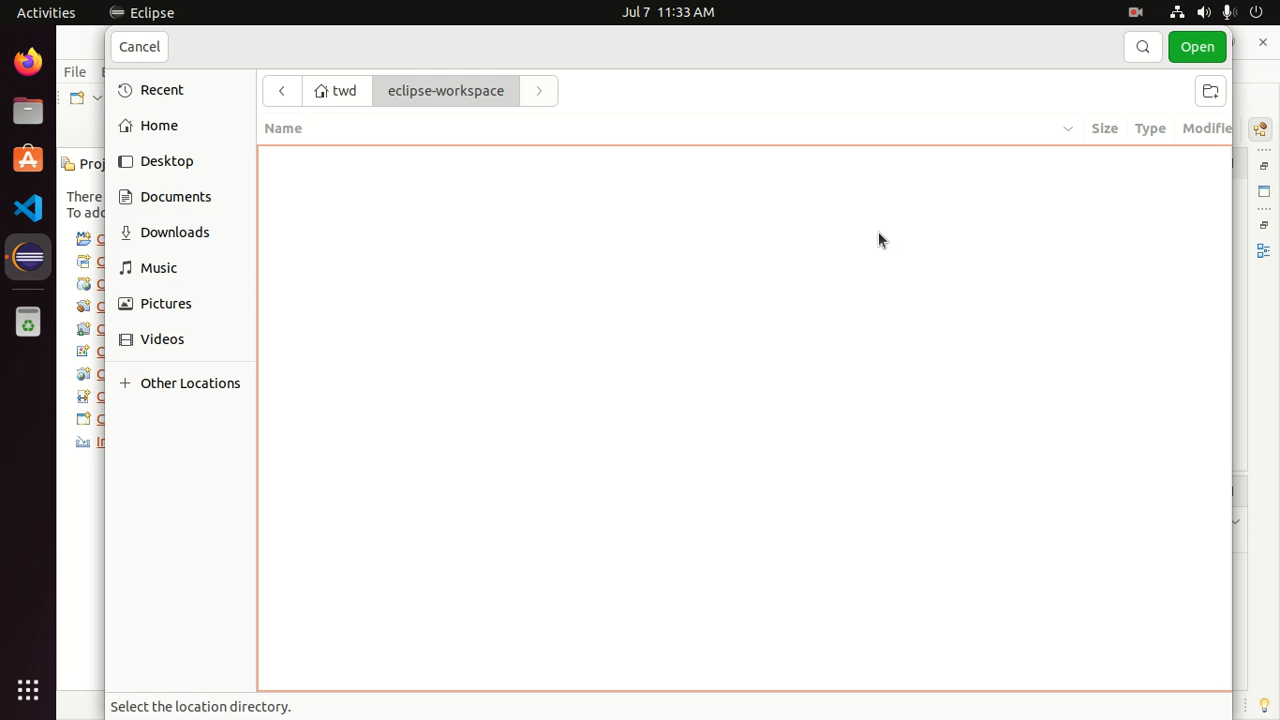 Activities
Eclipse
Jul 7 11:33 AM
Cancel
Open
File
Recent
Home
Desktop
Documents
Downloads
Music
Pictures
Videos
Other Locations
twd
eclipse-workspace
Name
Size
Type
Modifie
Proj
There
To add
Select the location directory.